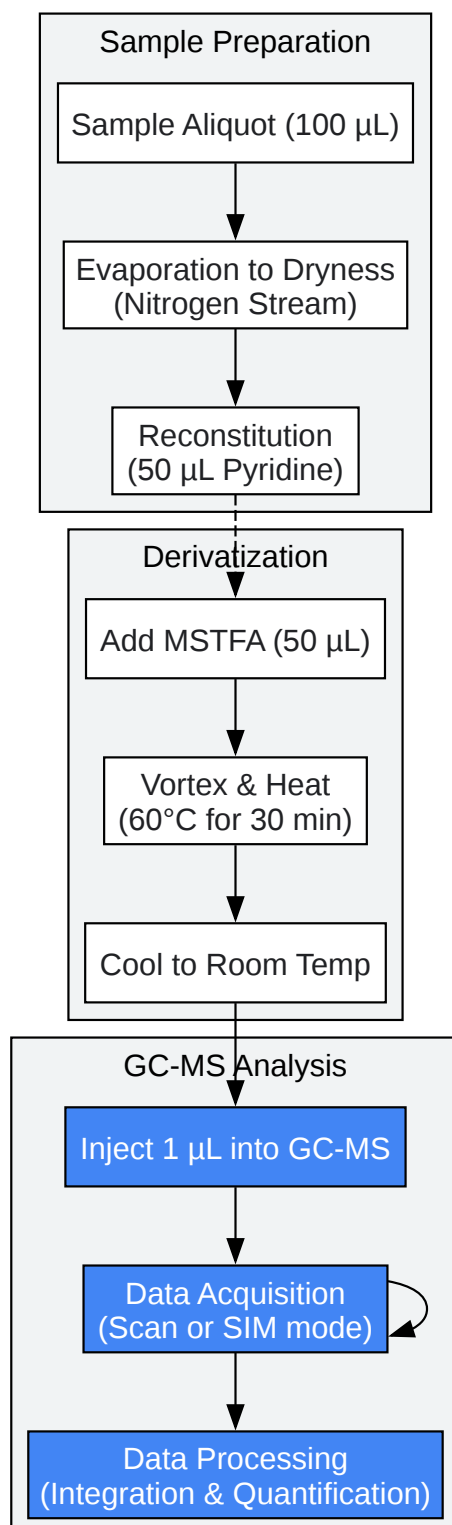 Sample Preparation
Sample Aliquot (100 µL)
Evaporation to Dryness
(Nitrogen Stream)
Reconstitution
(50 µL Pyridine)
Derivatization
Add MSTFA (50 µL)
Vortex & Heat
(60°C for 30 min)
Cool to Room Temp
GC-MS Analysis
Inject 1 µL into GC-MS
Data Acquisition
(Scan or SIM mode)
Data Processing
(Integration & Quantification)